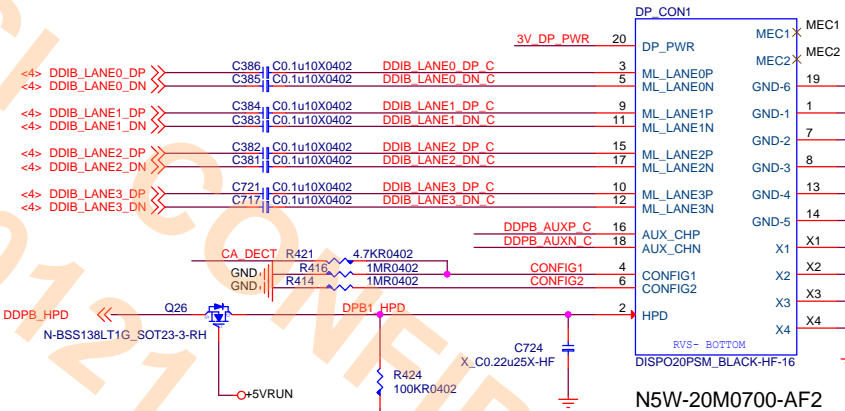 DP_CON1
3V_DP_PWR 20 DP_PWR MEC1 MEC1
MEC2 MEC2
<4> DDIB_LANE0_DP C386 C0.1u10X0402 DDIB_LANE0_DP_C 3 ML_LANE0P
<4> DDIB_LANE0_DN C385 C0.1u10X0402 DDIB_LANE0_DN_C 5 ML_LANE0N GND-6 19
<4> DDIB_LANE1_DP C384 C0.1u10X0402 DDIB_LANE1_DP_C 9 ML_LANE1P GND-1 1
<4> DDIB_LANE1_DN C383 C0.1u10X0402 DDIB_LANE1_DN_C 11 ML_LANE1N
GND-2 7
<4> DDIB_LANE2_DP C382 C0.1u10X0402 DDIB_LANE2_DP_C 15 ML_LANE2P
<4> DDIB_LANE2_DN C381 C0.1u10X0402 DDIB_LANE2_DN_C 17 ML_LANE2N GND-3 8
<4> DDIB_LANE3_DP C721 C0.1u10X0402 DDIB_LANE3_DP_C 10 ML_LANE3P GND-4 13
<4> DDIB_LANE3_DN C717 C0.1u10X0402 DDIB_LANE3_DN_C 12 ML_LANE3N
GND-5 14
DDPB_AUXP_C 16 AUX_CHP
DDPB_AUXN_C 18 AUX_CHN X1 X1
CA_DECT R421 4.7KR0402
GND R416 1MR0402 CONFIG1 4 CONFIG1 X2 X2
GND R414 1MR0402 CONFIG2 6 CONFIG2
X3 X3
DDPB_HPD Q26 DPB1_HPD 2 HPD
X4 X4
N-BSS138LT1G_SOT23-3-RH
C724
X_C0.22u25X-HF
RVS- BOTTOM
DISPO20PSM_BLACK-HF-16
R424
100KR0402
+5VRUN
N5W-20M0700-AF2